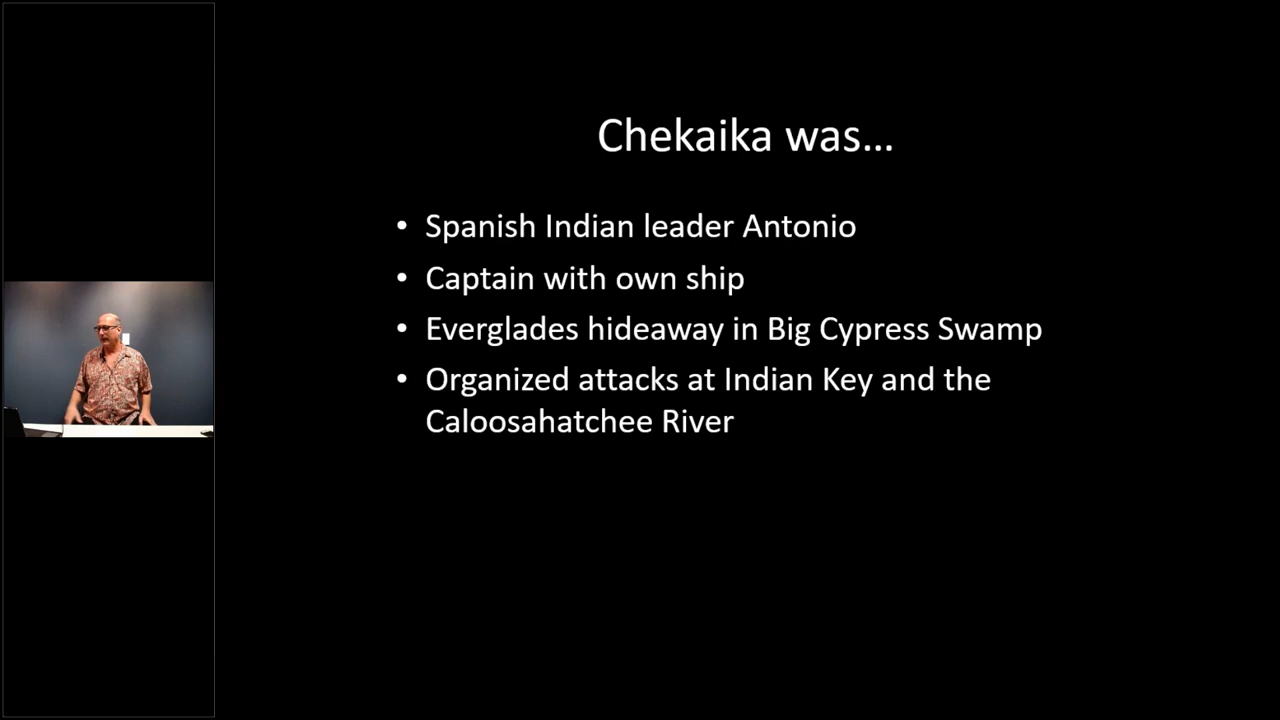 Chekaika was…
• Spanish Indian leader Antonio
• Captain with own ship
• Everglades hideaway in Big Cypress Swamp
• Organized attacks at Indian Key and the
Caloosahatchee River